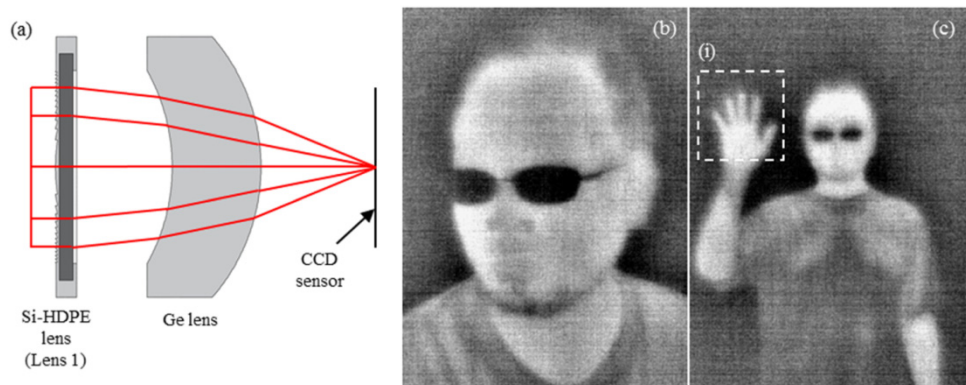 (a)
Si-HDPE
lens
(Lens 1)
Ge lens
CCD
sensor
(b)
(c)
(i)